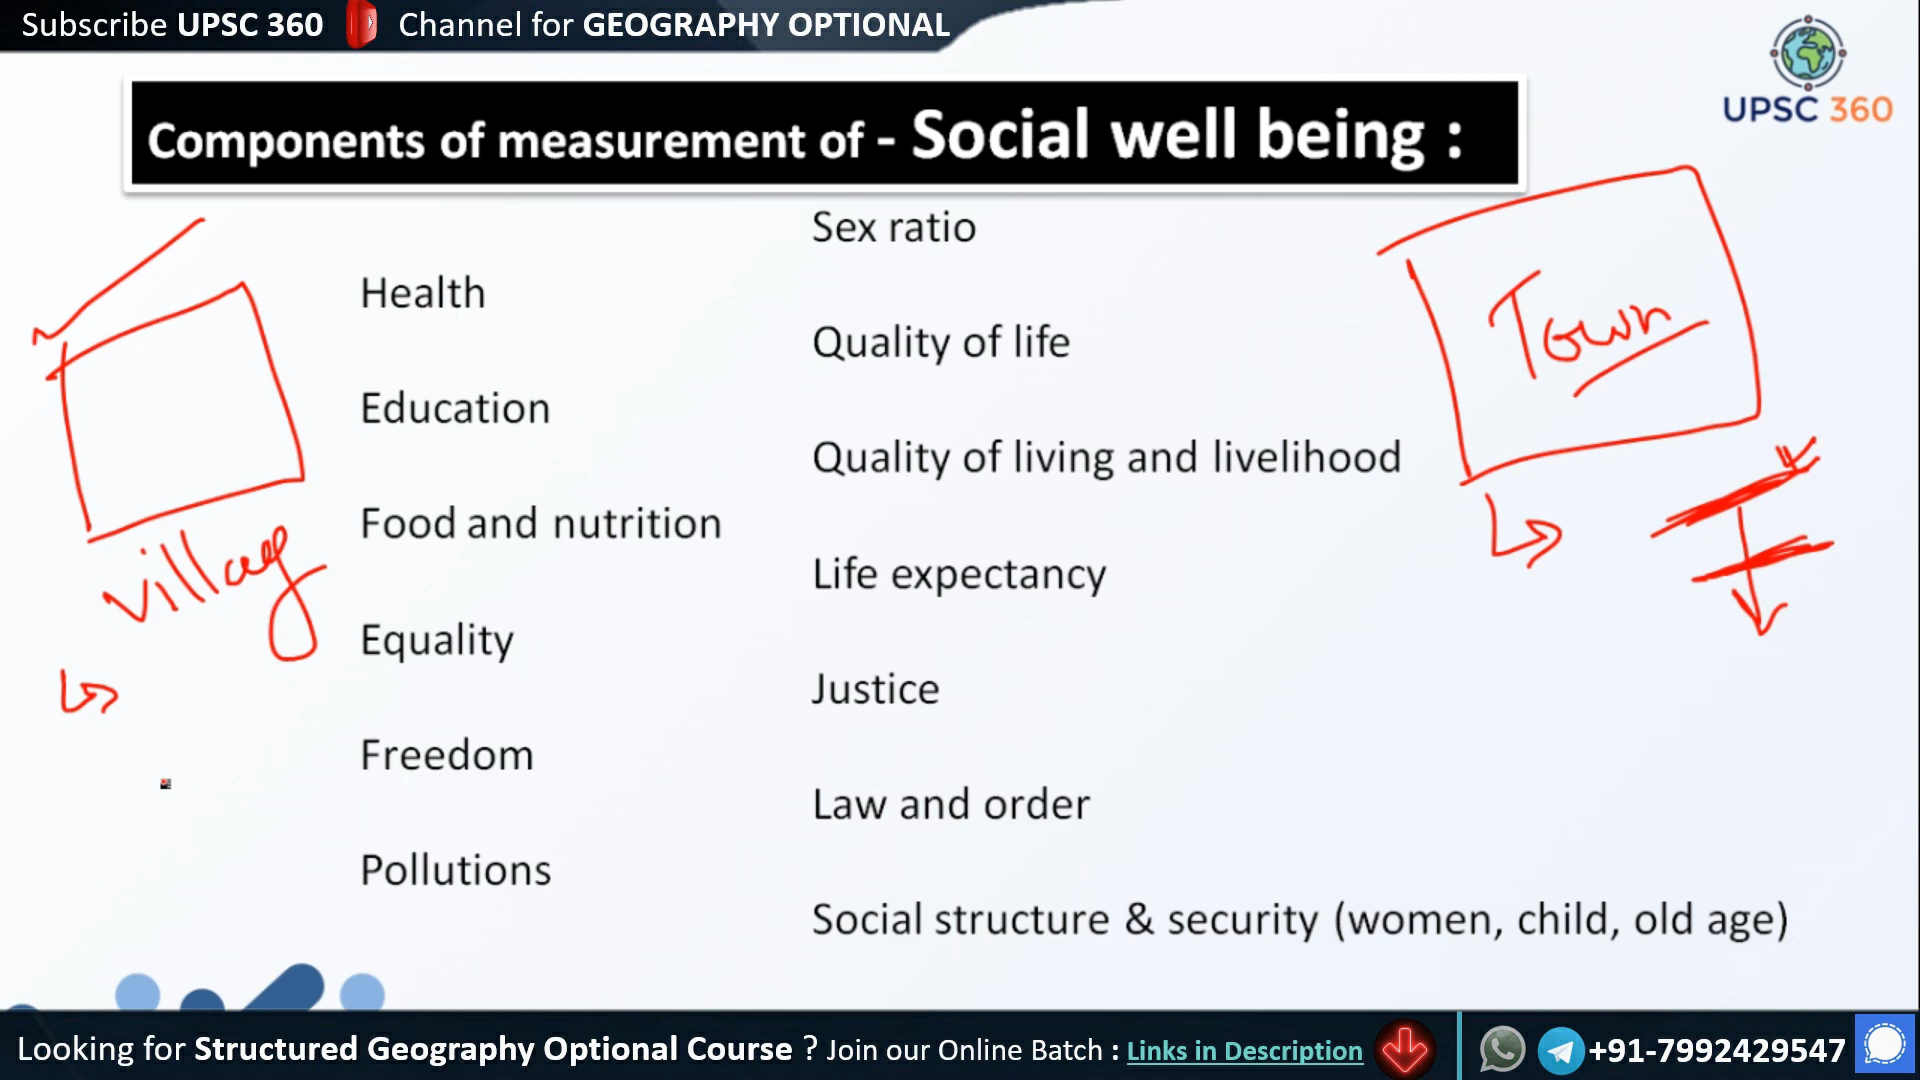 Subscribe UPSC 360 Channel for GEOGRAPHY OPTIONAL
UPSC 360
Components of measurement of - Social well being :
Health
Education
Food and nutrition
Equality
Freedom
Pollutions
Sex ratio
Quality of life
Quality of living and livelihood
Life expectancy
Justice
Law and order
Social structure & security (women, child, old age)
Village
Town
Looking for Structured Geography Optional Course ? Join our Online Batch : Links in Description
+91-7992429547